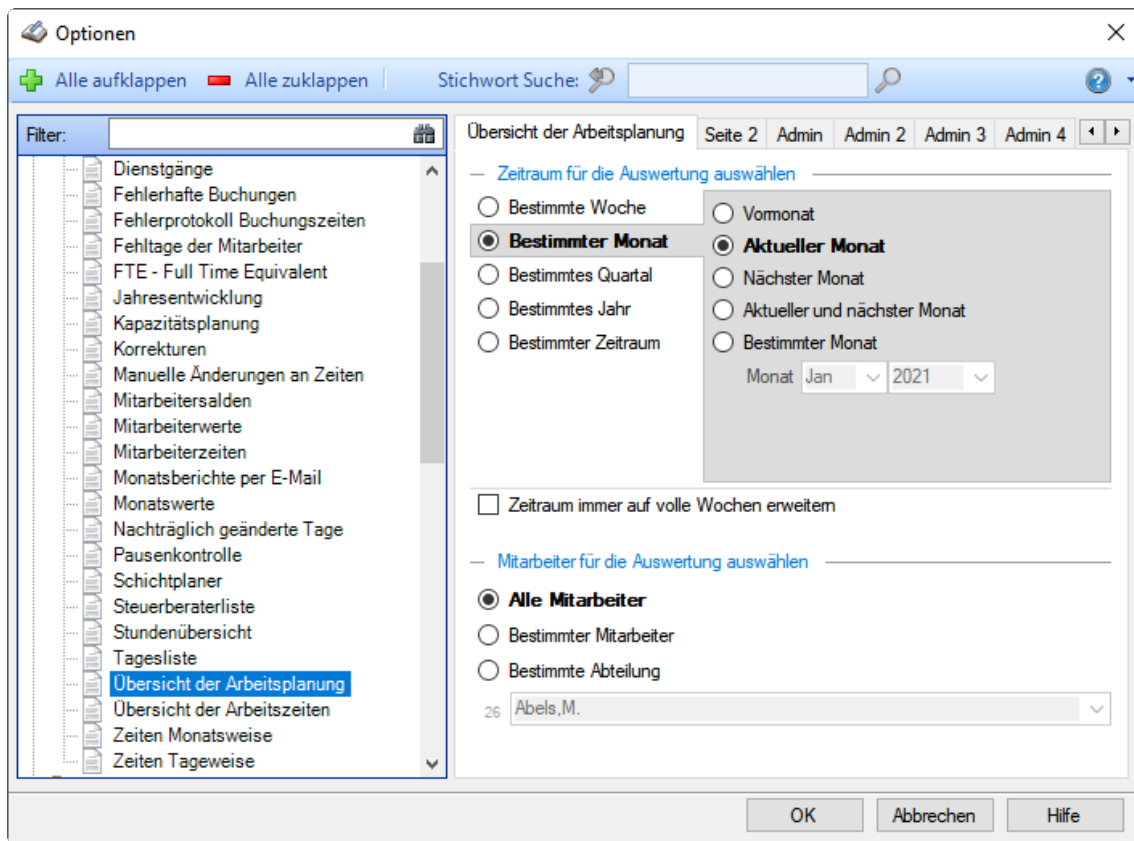 Optionen
Alle aufklappen Alle zuklappen Stichwort Suche:
Filter:
Dienstgänge
Fehlerhafte Buchungen
Fehlerprotokoll Buchungszeiten
Fehltage der Mitarbeiter
FTE - Full Time Equivalent
Jahresentwicklung
Kapazitätsplanung
Korrekturen
Manuelle Änderungen an Zeiten
Mitarbeitersalden
Mitarbeiterwerte
Mitarbeiterzeiten
Monatsberichte per E-Mail
Monatswerte
Nachträglich geänderte Tage
Pausenkontrolle
Schichtplaner
Steuerberaterliste
Stundenübersicht
Tagesliste
Übersicht der Arbeitsplanung
Übersicht der Arbeitszeiten
Zeiten Monatsweise
Zeiten Tageweise
Übersicht der Arbeitsplanung Seite 2 Admin Admin 2 Admin 3 Admin 4
Zeitraum für die Auswertung auswählen
Bestimmte Woche
Bestimmter Monat
Bestimmtes Quartal
Bestimmtes Jahr
Bestimmter Zeitraum
Vormonat
Aktueller Monat
Nächster Monat
Aktueller und nächster Monat
Bestimmter Monat
Monat Jan 2021
Zeitraum immer auf volle Wochen erweitern
Mitarbeiter für die Auswertung auswählen
Alle Mitarbeiter
Bestimmter Mitarbeiter
Bestimmte Abteilung
26 Abels,M.
OK Abbrechen Hilfe